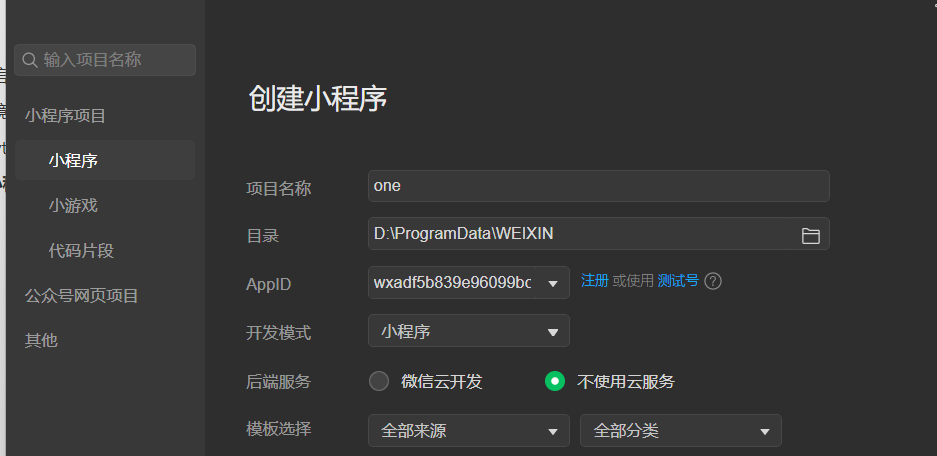 输入项目名称
小程序项目
小程序
小游戏
代码片段
公众号网页项目
其他
创建小程序
项目名称 one
目录 D:\ProgramData\WEIXIN
AppID wxadf5b839e96099bc 注册 或使用 测试号 ?
开发模式 小程序
后端服务 微信云开发 不使用云服务
模板选择 全部来源 全部分类